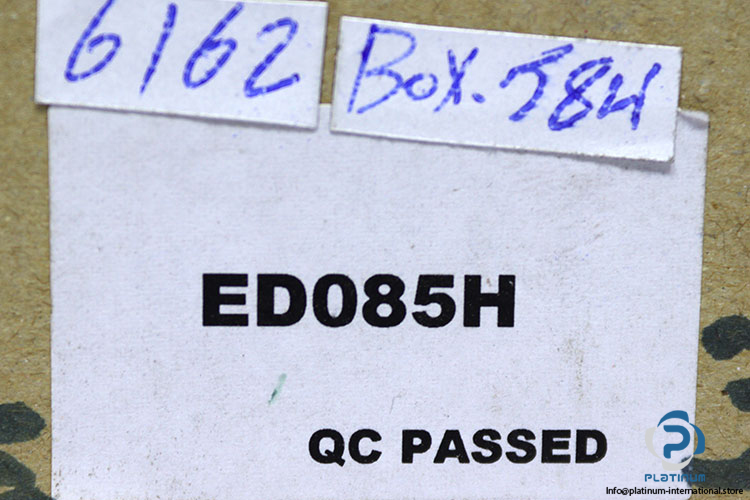 6162
Box.584
ED085H
QC PASSED
PLATINUM
Info@platinum-international.store